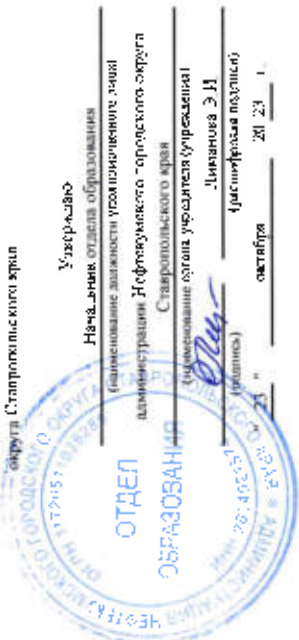 округа Ставропольского края
Утверждаю
Начальник отдела образования
(наименование должности уполномоченного лица)
администрации Нефтекумского городского округа
Ставропольского края
(наименование органа учредителя (учреждения)
Лиманова Э.Н
(подпись)
(расшифровка подписи)
" 23 "
октября
20 23 г.
ОТДЕЛ
ОБРАЗОВАНИЯ